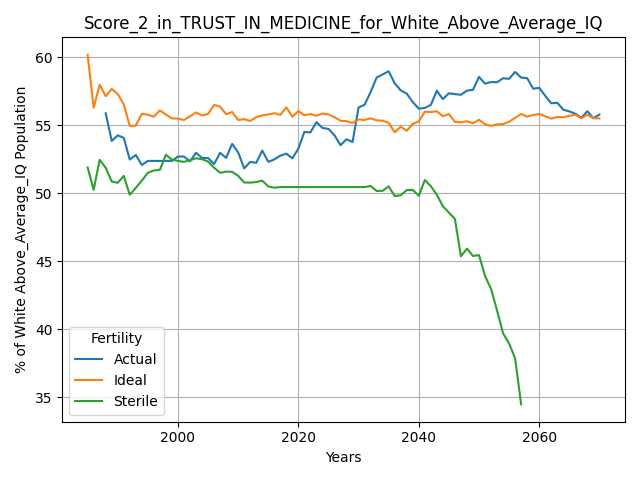 Score_2_in_TRUST_IN_MEDICINE_for_White_Above_Average_IQ
% of White Above_Average_IQ Population
60
55
50
45
40
35
Fertility
Actual
Ideal
Sterile
2000
2020
2040
2060
Years